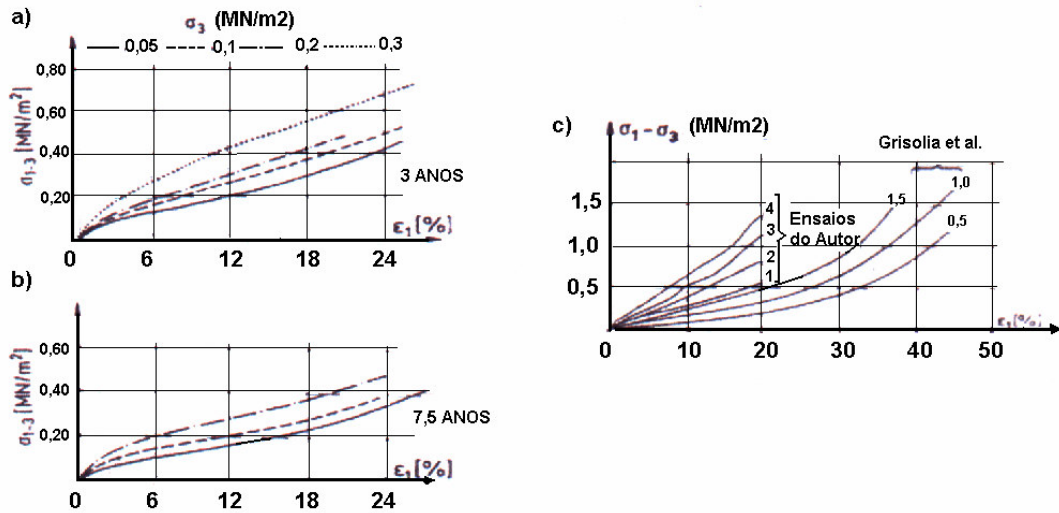 a)
σ3 (MN/m2)
0,05 0,1 0,2 0,3
σ1-3 [MN/m²]
0,80
0,60
0,40
0,20
3 ANOS
ε1 [%]
0 6 12 18 24
b)
σ1-3 [MN/m²]
0,60
0,40
0,20
7,5 ANOS
ε1 [%]
0 6 12 18 24
c) σ1 - σ3 (MN/m2)
Grisolia et al.
1,5
1,0
0,5
0
4
3
2
1
Ensaios
do Autor
1,5
1,0
0,5
ε1 [%]
0 10 20 30 40 50